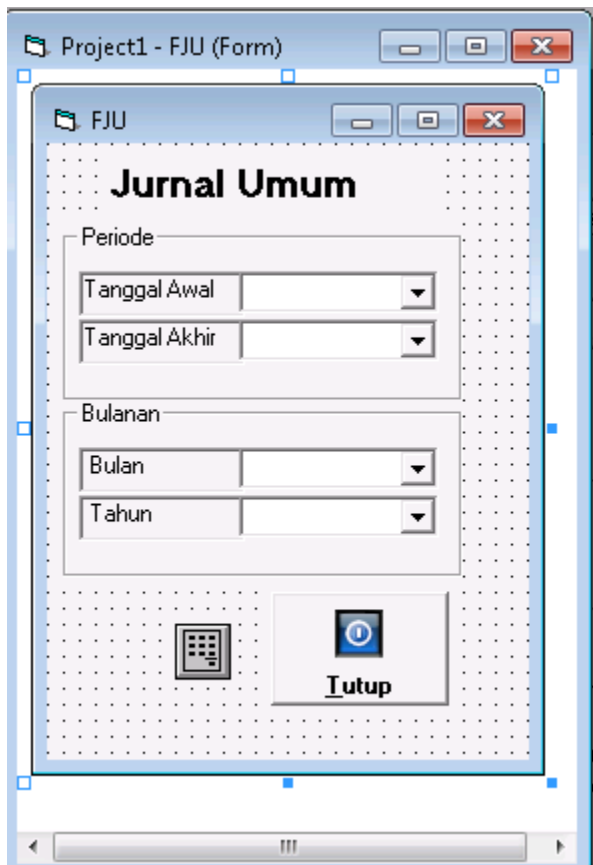 Project1 - FJU (Form)
FJU
Jurnal Umum
Periode
Tanggal Awal
Tanggal Akhir
Bulanan
Bulan
Tahun
Tutup